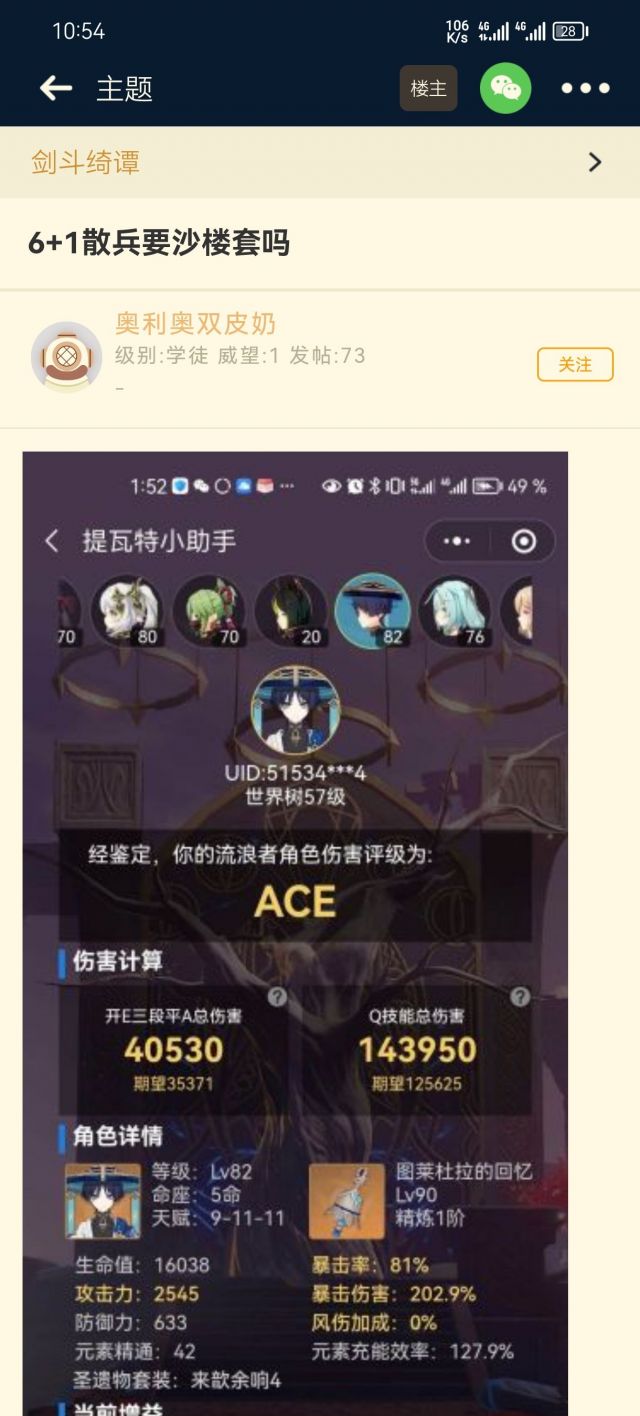 10:54 106 K/s 4G 4G 28
主题 楼主
剑斗绮谭
6+1散兵要沙楼套吗
奥利奥双皮奶
级别:学徒 威望:1 发帖:73
-
关注
1:52 49 %
提瓦特小助手
70 80 70 20 82 76
UID:51534***4
世界树57级
经鉴定，你的流浪者角色伤害评级为:
ACE
伤害计算
开E三段平A总伤害 ?
40530
期望35371
Q技能总伤害 ?
143950
期望125625
角色详情
等级: Lv82
命座: 5命
天赋: 9-11-11
图莱杜拉的回忆
Lv90
精炼1阶
生命值: 16038 暴击率: 81%
攻击力: 2545 暴击伤害: 202.9%
防御力: 633 风伤加成: 0%
元素精通: 42 元素充能效率: 127.9%
圣遗物套装: 来歆余响4
当前增益